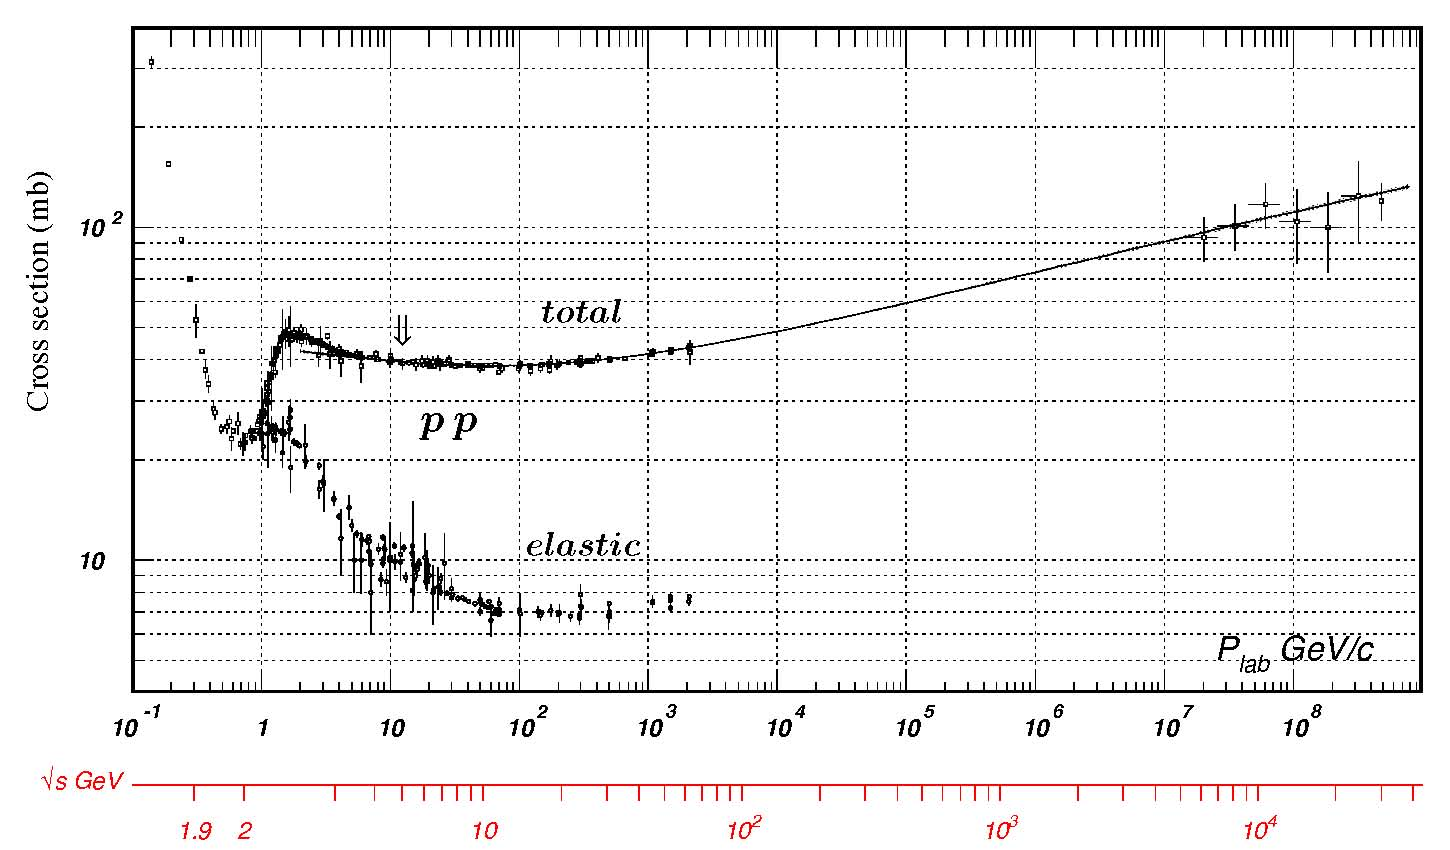 Cross section (mb)
10²
10
total
⇓
p p
elastic
P_lab GeV/c
10⁻¹ 1 10 10² 10³ 10⁴ 10⁵ 10⁶ 10⁷ 10⁸
√s GeV
1.9 2 10 10² 10³ 10⁴